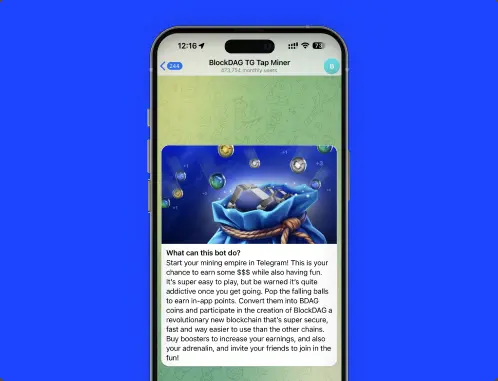 12:16
73
244
BlockDAG TG Tap Miner
873,754 monthly users
B
+1
+1
+1
+1
What can this bot do?
Start your mining empire in Telegram! This is your
chance to earn some $$$ while also having fun.
It's super easy to play, but be warned it's quite
addictive once you get going. Pop the falling balls
to earn in-app points. Convert them into BDAG
coins and participate in the creation of BlockDAG a
revolutionary new blockchain that's super secure,
fast and way easier to use than the other chains.
Buy boosters to increase your earnings, and also
your adrenalin, and invite your friends to join in the
fun!